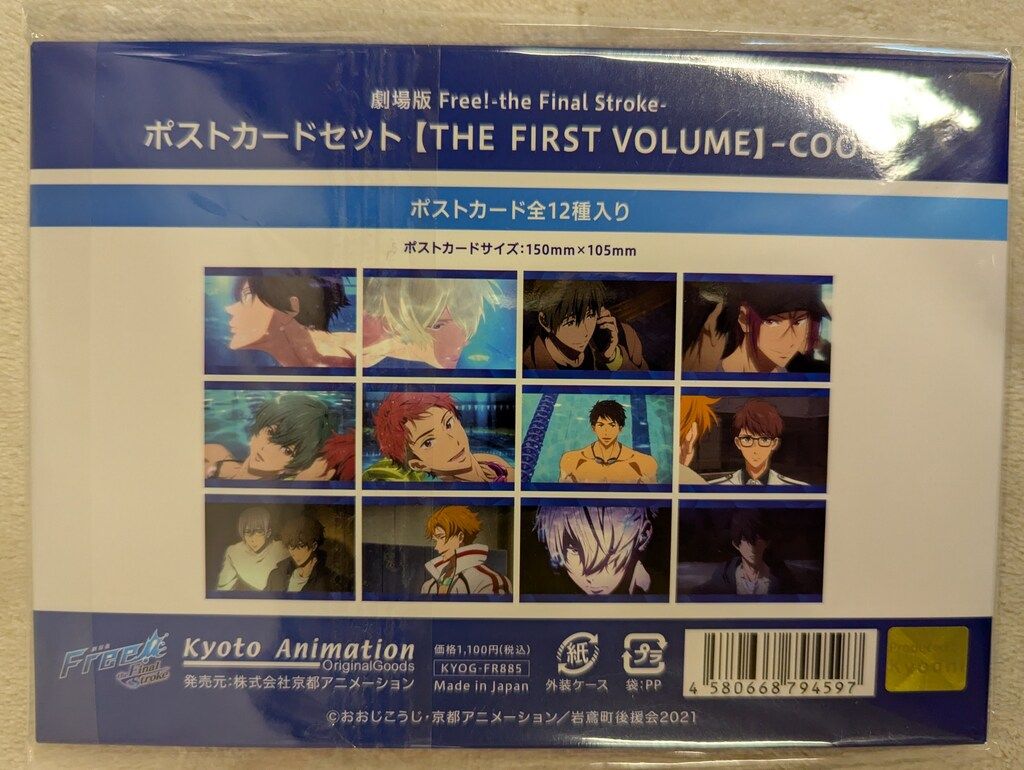 劇場版 Free!-the Final Stroke-
ポストカードセット【THE FIRST VOLUME】-COO
ポストカード全12種入り
ポストカードサイズ:150mm×105mm
劇場版
Free!
the Final
Stroke
Kyoto Animation
OriginalGoods
発売元:株式会社京都アニメーション
価格1,100円(税込)
KYOG-FR885
Made in Japan
紙
外装ケース
プラ
袋:PP
4 580668 794597
©おおじこうじ・京都アニメーション/岩鳶町後援会2021